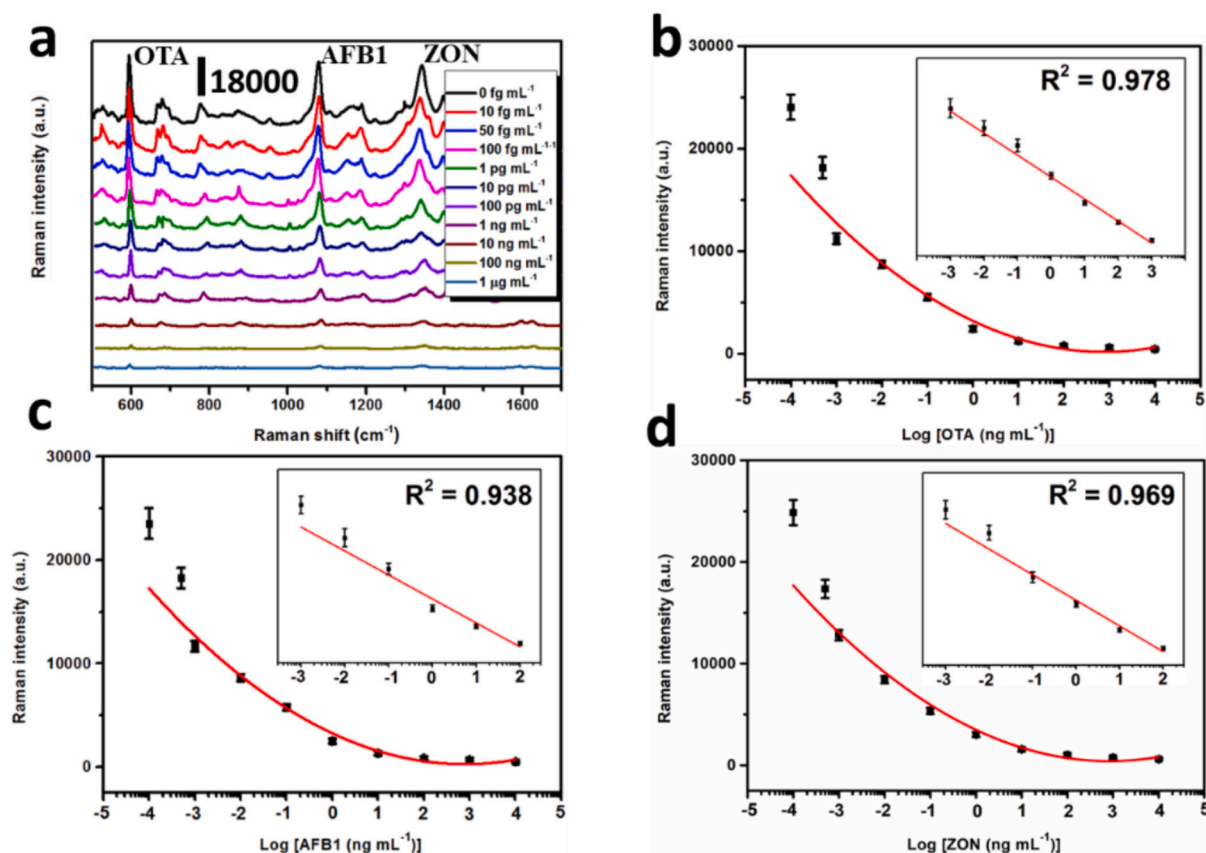 a
OTA
18000
AFB1
ZON
0 fg mL⁻¹
10 fg mL⁻¹
50 fg mL⁻¹
100 fg mL⁻¹⁻¹
1 pg mL⁻¹
10 pg mL⁻¹
100 pg mL⁻¹
1 ng mL⁻¹
10 ng mL⁻¹
100 ng mL⁻¹
1 µg mL⁻¹
Raman intensity (a.u.)
600 800 1000 1200 1400 1600
Raman shift (cm⁻¹)
b
30000
20000
10000
0
Raman intensity (a.u.)
R² = 0.978
-3 -2 -1 0 1 2 3
-5 -4 -3 -2 -1 0 1 2 3 4 5
Log [OTA (ng mL⁻¹)]
c
30000
20000
10000
0
Raman intensity (a.u.)
R² = 0.938
-3 -2 -1 0 1 2
-5 -4 -3 -2 -1 0 1 2 3 4 5
Log [AFB1 (ng mL⁻¹)]
d
30000
20000
10000
0
Raman intensity (a.u.)
R² = 0.969
-3 -2 -1 0 1 2
-5 -4 -3 -2 -1 0 1 2 3 4 5
Log [ZON (ng mL⁻¹)]